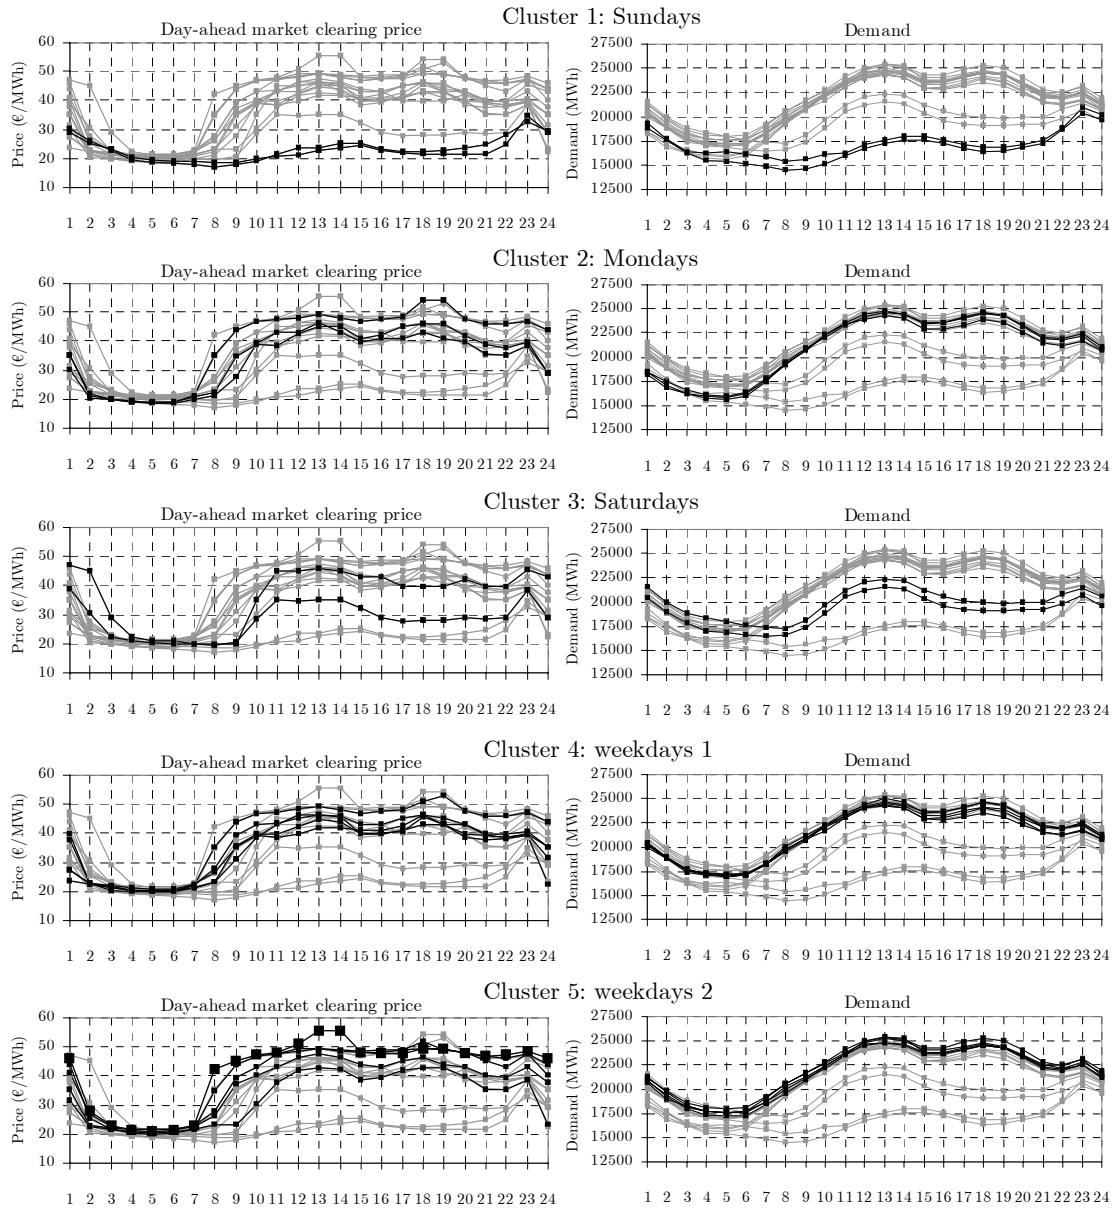 Cluster 1: Sundays
Day-ahead market clearing price
Demand
Price (€/MWh)
60
50
40
30
20
10
1 2 3 4 5 6 7 8 9 10 11 12 13 14 15 16 17 18 19 20 21 22 23 24
Demand (MWh)
27500
25000
22500
20000
17500
15000
12500
1 2 3 4 5 6 7 8 9 10 11 12 13 14 15 16 17 18 19 20 21 22 23 24
Cluster 2: Mondays
Day-ahead market clearing price
Demand
Price (€/MWh)
60
50
40
30
20
10
1 2 3 4 5 6 7 8 9 10 11 12 13 14 15 16 17 18 19 20 21 22 23 24
Demand (MWh)
27500
25000
22500
20000
17500
15000
12500
1 2 3 4 5 6 7 8 9 10 11 12 13 14 15 16 17 18 19 20 21 22 23 24
Cluster 3: Saturdays
Day-ahead market clearing price
Demand
Price (€/MWh)
60
50
40
30
20
10
1 2 3 4 5 6 7 8 9 10 11 12 13 14 15 16 17 18 19 20 21 22 23 24
Demand (MWh)
27500
25000
22500
20000
17500
15000
12500
1 2 3 4 5 6 7 8 9 10 11 12 13 14 15 16 17 18 19 20 21 22 23 24
Cluster 4: weekdays 1
Day-ahead market clearing price
Demand
Price (€/MWh)
60
50
40
30
20
10
1 2 3 4 5 6 7 8 9 10 11 12 13 14 15 16 17 18 19 20 21 22 23 24
Demand (MWh)
27500
25000
22500
20000
17500
15000
12500
1 2 3 4 5 6 7 8 9 10 11 12 13 14 15 16 17 18 19 20 21 22 23 24
Cluster 5: weekdays 2
Day-ahead market clearing price
Demand
Price (€/MWh)
60
50
40
30
20
10
1 2 3 4 5 6 7 8 9 10 11 12 13 14 15 16 17 18 19 20 21 22 23 24
Demand (MWh)
27500
25000
22500
20000
17500
15000
12500
1 2 3 4 5 6 7 8 9 10 11 12 13 14 15 16 17 18 19 20 21 22 23 24